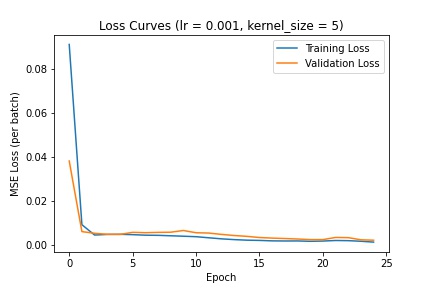 Loss Curves (lr = 0.001, kernel_size = 5)
Training Loss
Validation Loss
MSE Loss (per batch)
0.08
0.06
0.04
0.02
0.00
0 5 10 15 20 25
Epoch